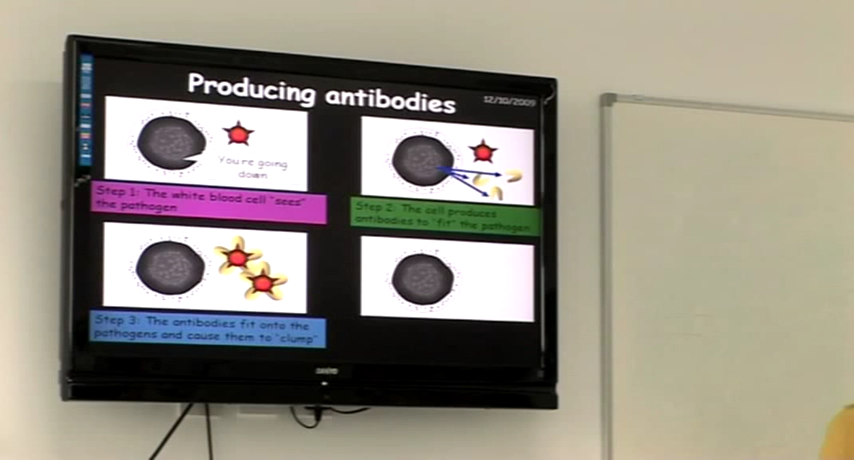 Producing antibodies
12/10/2009
You're going
down
Step 1: The white blood cell "sees"
the pathogen
Step 2: The cell produces
antibodies to "fit" the pathogen
Step 3: The antibodies fit onto the
pathogens and cause them to "clump"
SANYO